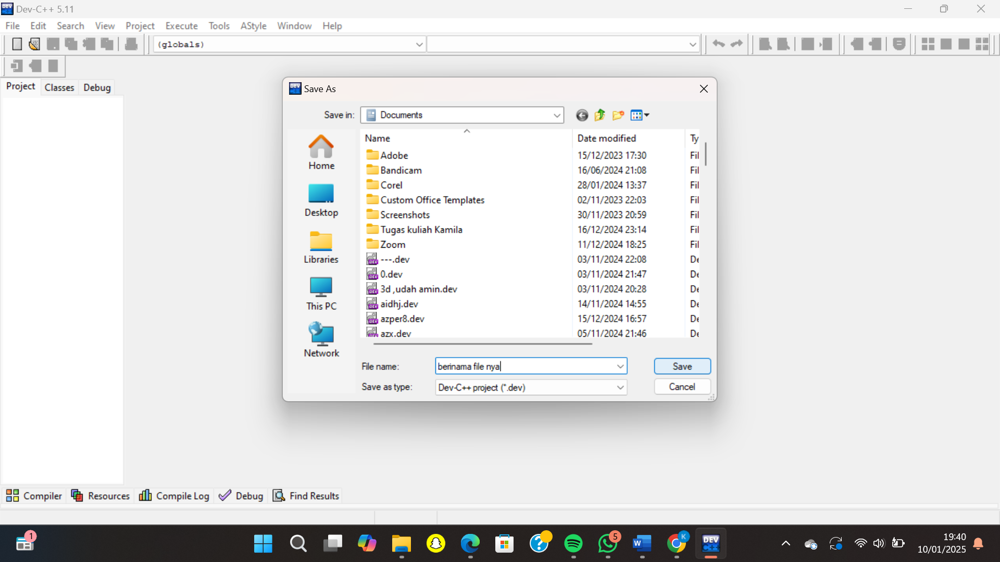 Dev-C++ 5.11
File Edit Search View Project Execute Tools AStyle Window Help
(globals)
Project Classes Debug
Save As
Save in: Documents
Name Date modified Ty
Home
Desktop
Libraries
This PC
Network
Adobe 15/12/2023 17:30 Fil
Bandicam 16/06/2024 21:08 Fil
Corel 28/01/2024 13:37 Fil
Custom Office Templates 02/11/2023 22:03 Fil
Screenshots 30/11/2023 20:59 Fil
Tugas kuliah Kamila 16/12/2024 23:14 Fil
Zoom 11/12/2024 18:25 Fil
---.dev 03/11/2024 22:08 De
0.dev 03/11/2024 21:47 De
3d ,udah amin.dev 03/11/2024 20:28 De
aidhj.dev 14/11/2024 14:55 De
azper8.dev 15/12/2024 16:57 De
azx.dev 05/11/2024 21:46 De
File name: berinama file nya Save
Save as type: Dev-C++ project (*.dev) Cancel
Compiler Resources Compile Log Debug Find Results
1
5
K
W
DEV C++
19:40
10/01/2025